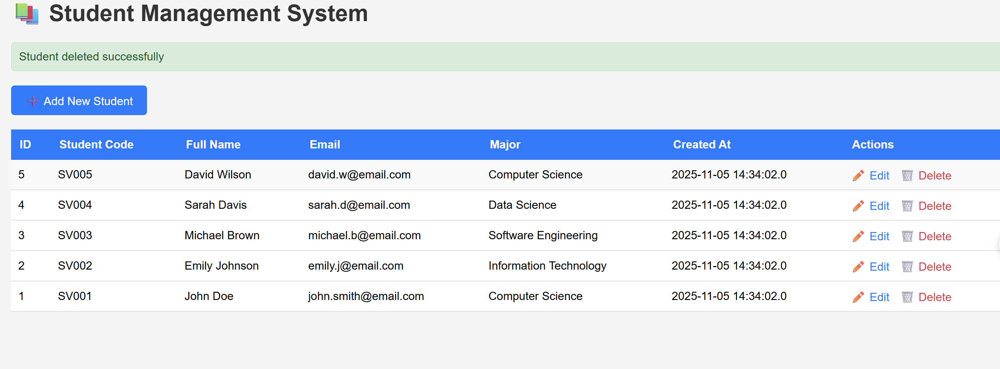 Student Management System
Student deleted successfully
Add New Student
ID Student Code Full Name Email Major Created At Actions
5 SV005 David Wilson david.w@email.com Computer Science 2025-11-05 14:34:02.0 Edit Delete
4 SV004 Sarah Davis sarah.d@email.com Data Science 2025-11-05 14:34:02.0 Edit Delete
3 SV003 Michael Brown michael.b@email.com Software Engineering 2025-11-05 14:34:02.0 Edit Delete
2 SV002 Emily Johnson emily.j@email.com Information Technology 2025-11-05 14:34:02.0 Edit Delete
1 SV001 John Doe john.smith@email.com Computer Science 2025-11-05 14:34:02.0 Edit Delete